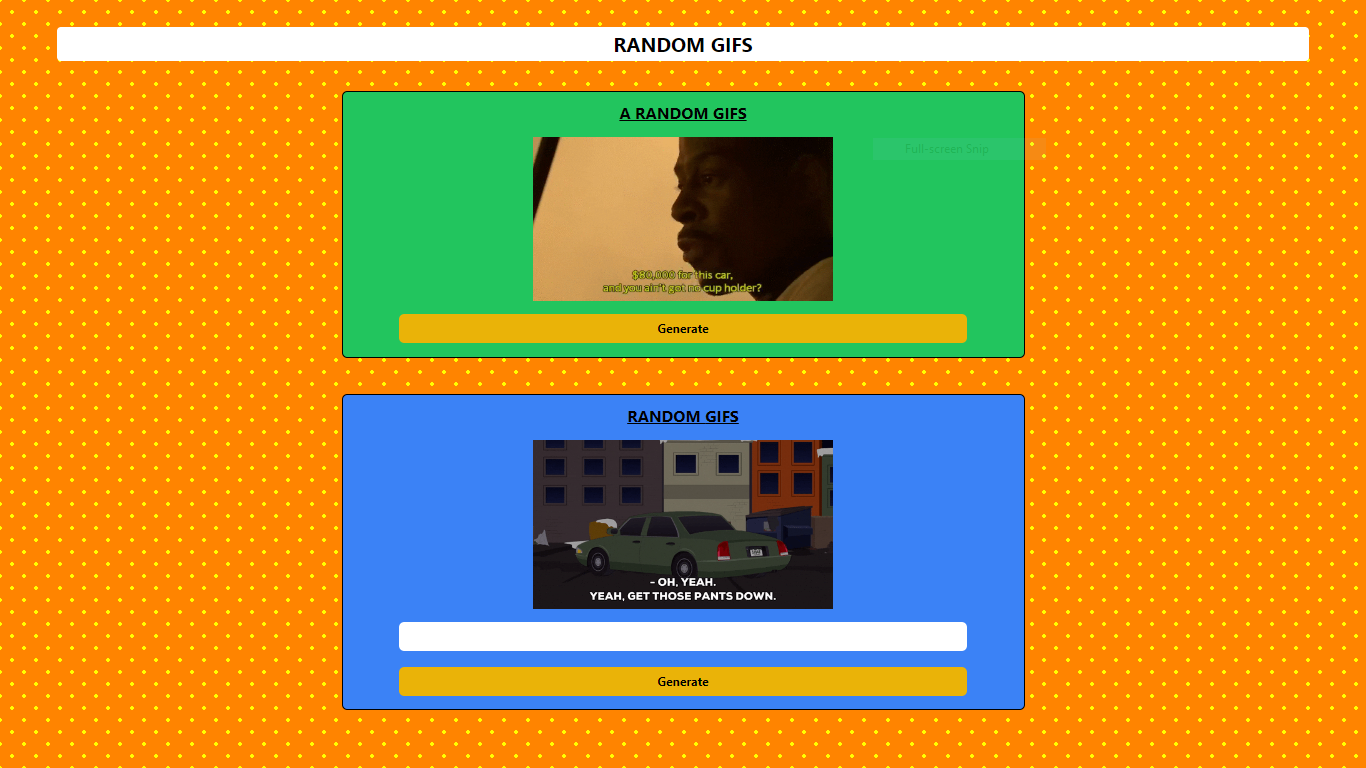 RANDOM GIFS
A RANDOM GIFS
Full-screen Snip
$80,000 for this car,
and you ain't got no cup holder?
Generate
RANDOM GIFS
- OH, YEAH.
YEAH, GET THOSE PANTS DOWN.
Generate